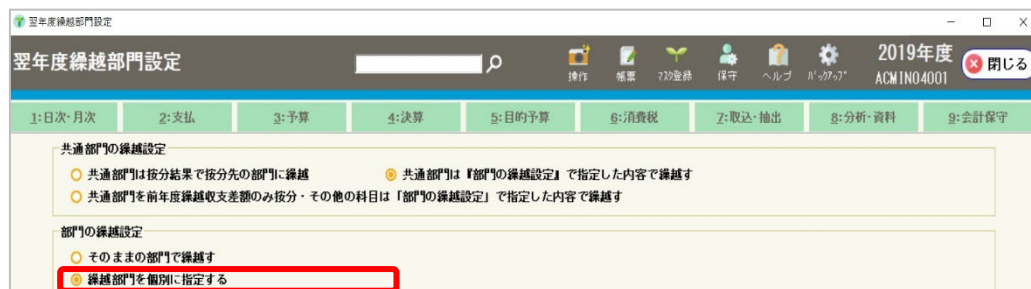 翌年度繰越部門設定
翌年度繰越部門設定
操作 帳票 マスタ登録 保守 ヘルプ バックアップ 2019年度 ACMIN04001 閉じる
1:日次・月次 2:支払 3:予算 4:決算 5:目的予算 6:消費税 7:取込・抽出 8:分析・資料 9:会計保守
共通部門の繰越設定
共通部門は按分結果で按分先の部門に繰越 共通部門は『部門の繰越設定』で指定した内容で繰越す
共通部門を前年度繰越収支差額のみ按分・その他の科目は「部門の繰越設定」で指定した内容で繰越す
部門の繰越設定
そのままの部門で繰越す
繰越部門を個別に指定する